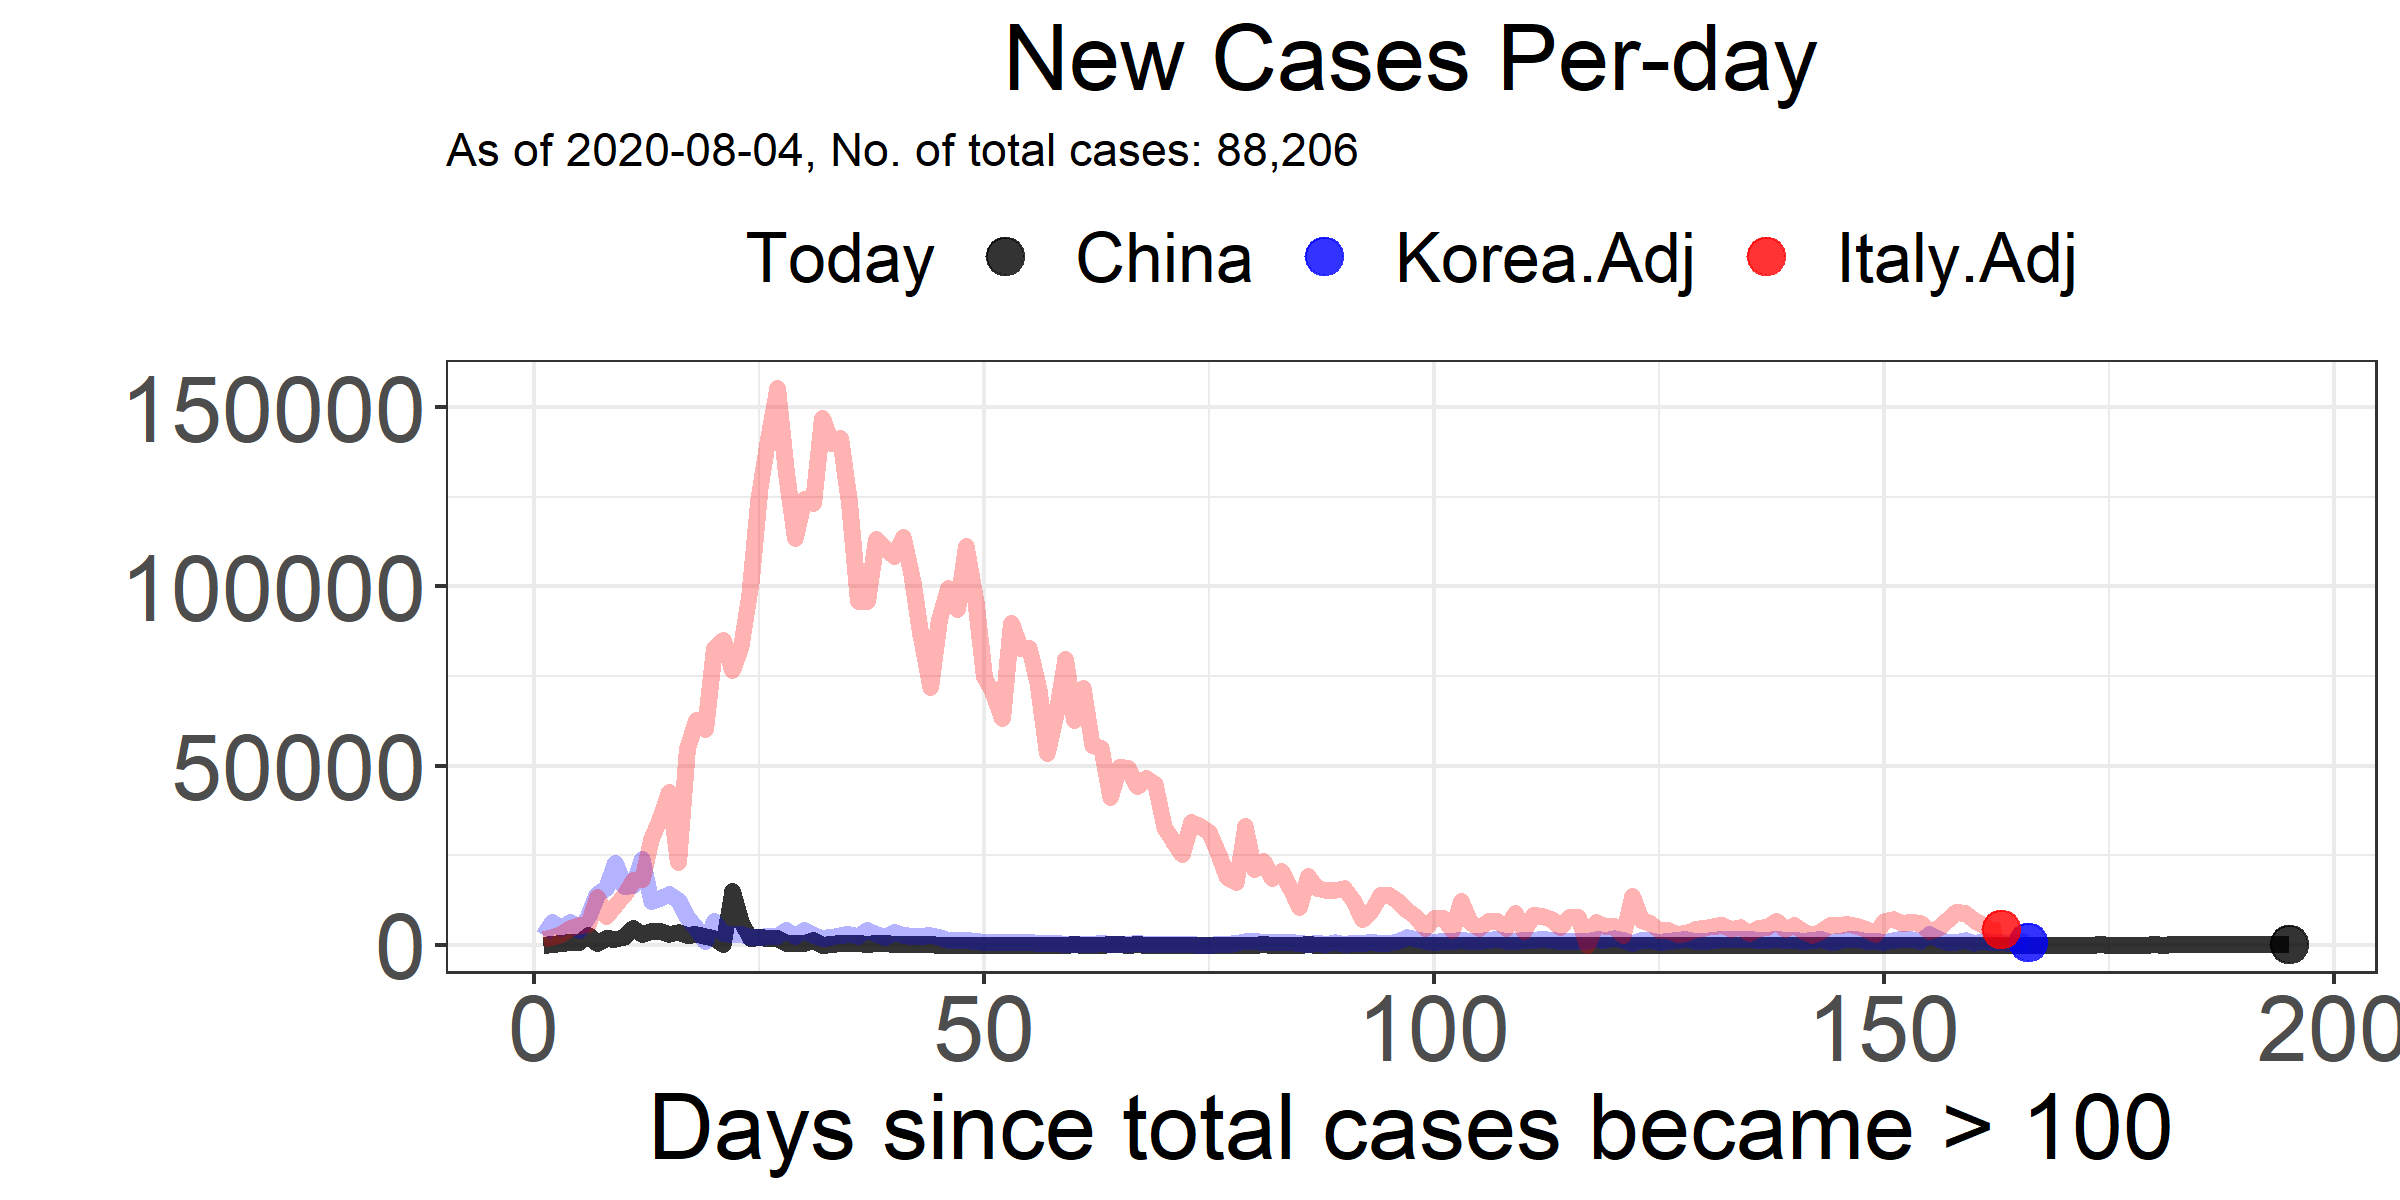 New Cases Per-day
As of 2020-08-04, No. of total cases: 88,206
Today China Korea.Adj Italy.Adj
150000
100000
50000
0
0 50 100 150 200
Days since total cases became > 100